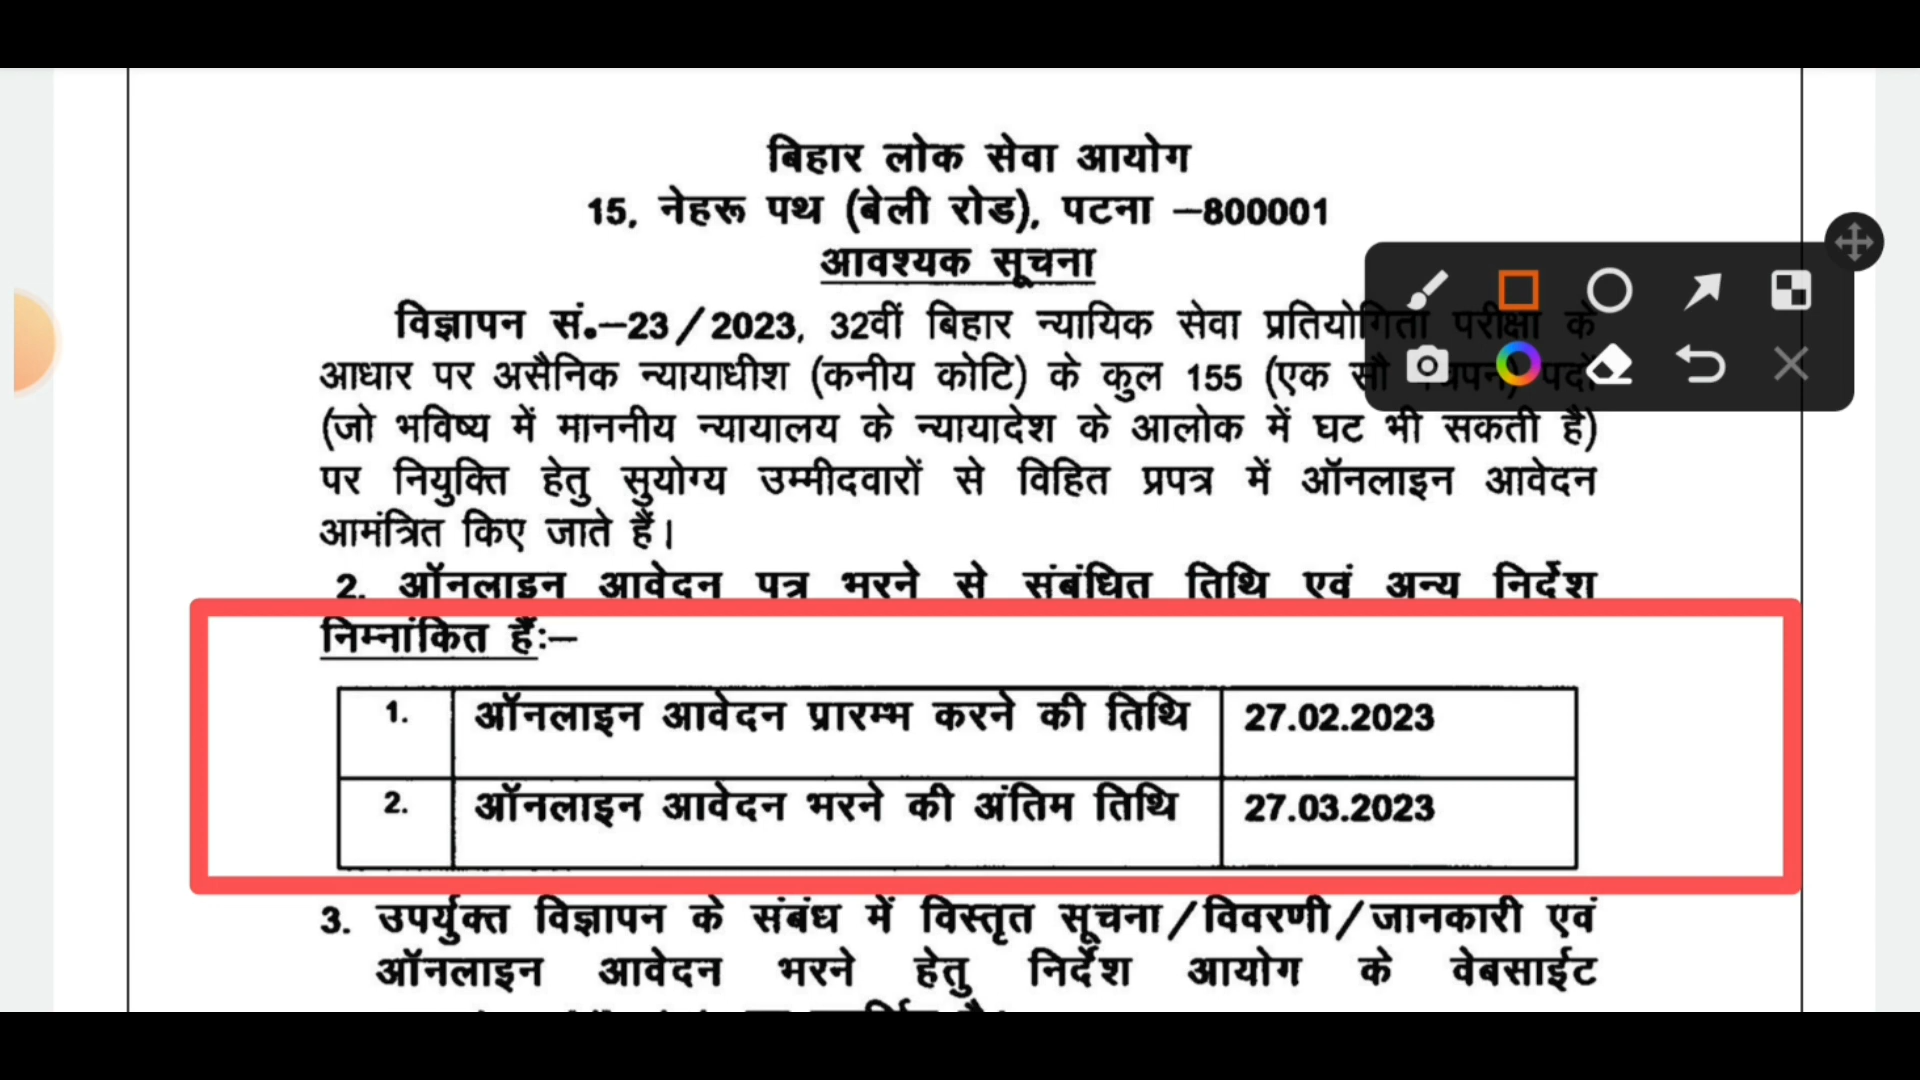 बिहार लोक सेवा आयोग
15, नेहरू पथ (बेली रोड), पटना –800001
आवश्यक सूचना
विज्ञापन सं.–23/2023, 32वीं बिहार न्यायिक सेवा प्रतियोगिता परीक्षा के
आधार पर असैनिक न्यायाधीश (कनीय कोटि) के कुल 155 (एक सौ पचपन) पदों
(जो भविष्य में माननीय न्यायालय के न्यायादेश के आलोक में घट भी सकती है)
पर नियुक्ति हेतु सुयोग्य उम्मीदवारों से विहित प्रपत्र में ऑनलाइन आवेदन
आमंत्रित किए जाते हैं।
2. ऑनलाइन आवेदन पत्र भरने से संबंधित तिथि एवं अन्य निर्देश
निम्नांकित हैं:–
1. ऑनलाइन आवेदन प्रारम्भ करने की तिथि 27.02.2023
2. ऑनलाइन आवेदन भरने की अंतिम तिथि 27.03.2023
3. उपर्युक्त विज्ञापन के संबंध में विस्तृत सूचना/विवरणी/जानकारी एवं
ऑनलाइन आवेदन भरने हेतु निर्देश आयोग के वेबसाईट